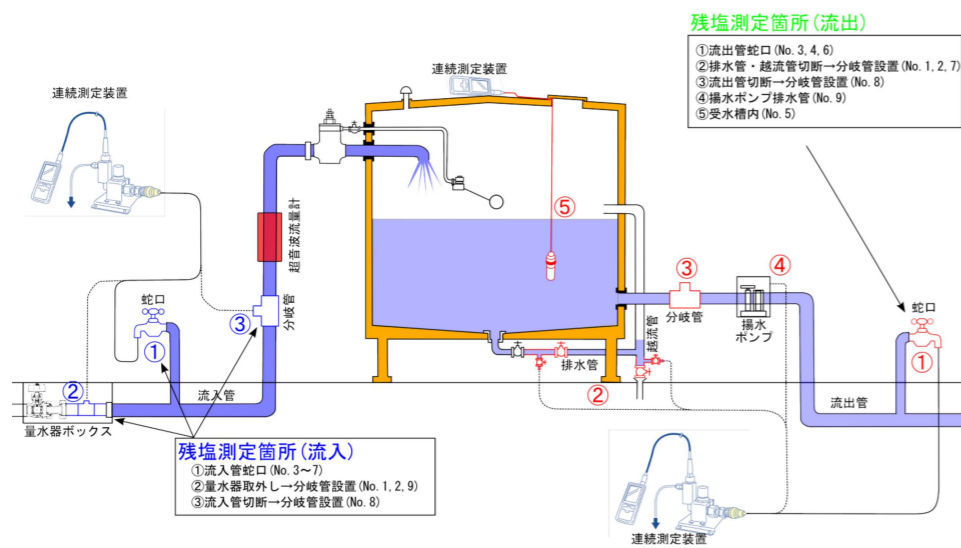 残塩測定箇所(流出)
①流出管蛇口(No.3,4,6)
②排水管・越流管切断→分岐管設置(No.1,2,7)
③流出管切断→分岐管設置(No.8)
④揚水ポンプ排水管(No.9)
⑤受水槽内(No.5)
連続測定装置
連続測定装置
超音波流量計
⑤
③
④
分岐管
揚水
ポンプ
蛇口
①
蛇口
①
③
分岐管
越流管
排水管
②
②
流入管
流出管
量水器ボックス
残塩測定箇所(流入)
①流入管蛇口(No.3~7)
②量水器取外し→分岐管設置(No.1,2,9)
③流入管切断→分岐管設置(No.8)
連続測定装置